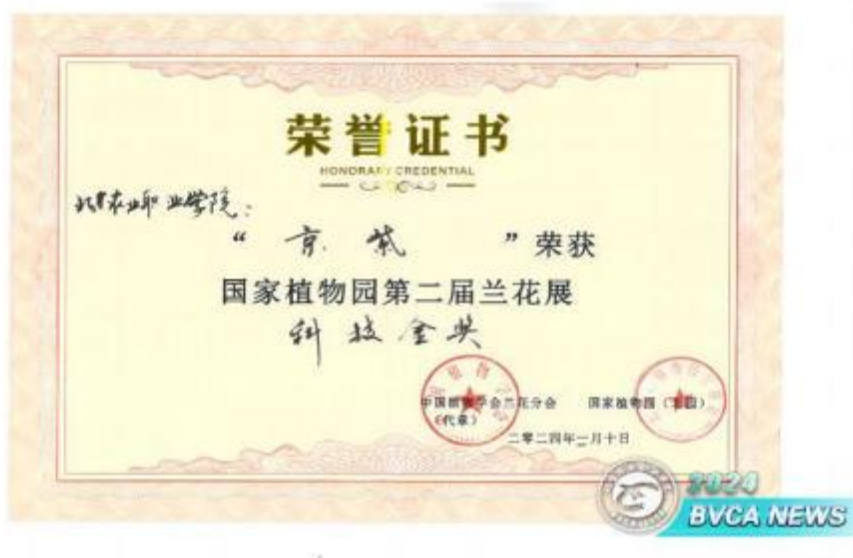 荣誉证书
HONORARY CREDENTIAL
北京农业职业学院：
“京紫”荣获
国家植物园第二届兰花展
科技金奖
中国植物学会兰花分会 国家植物园（北园）
（代章）
二零二四年一月十日
2024
BVCA NEWS